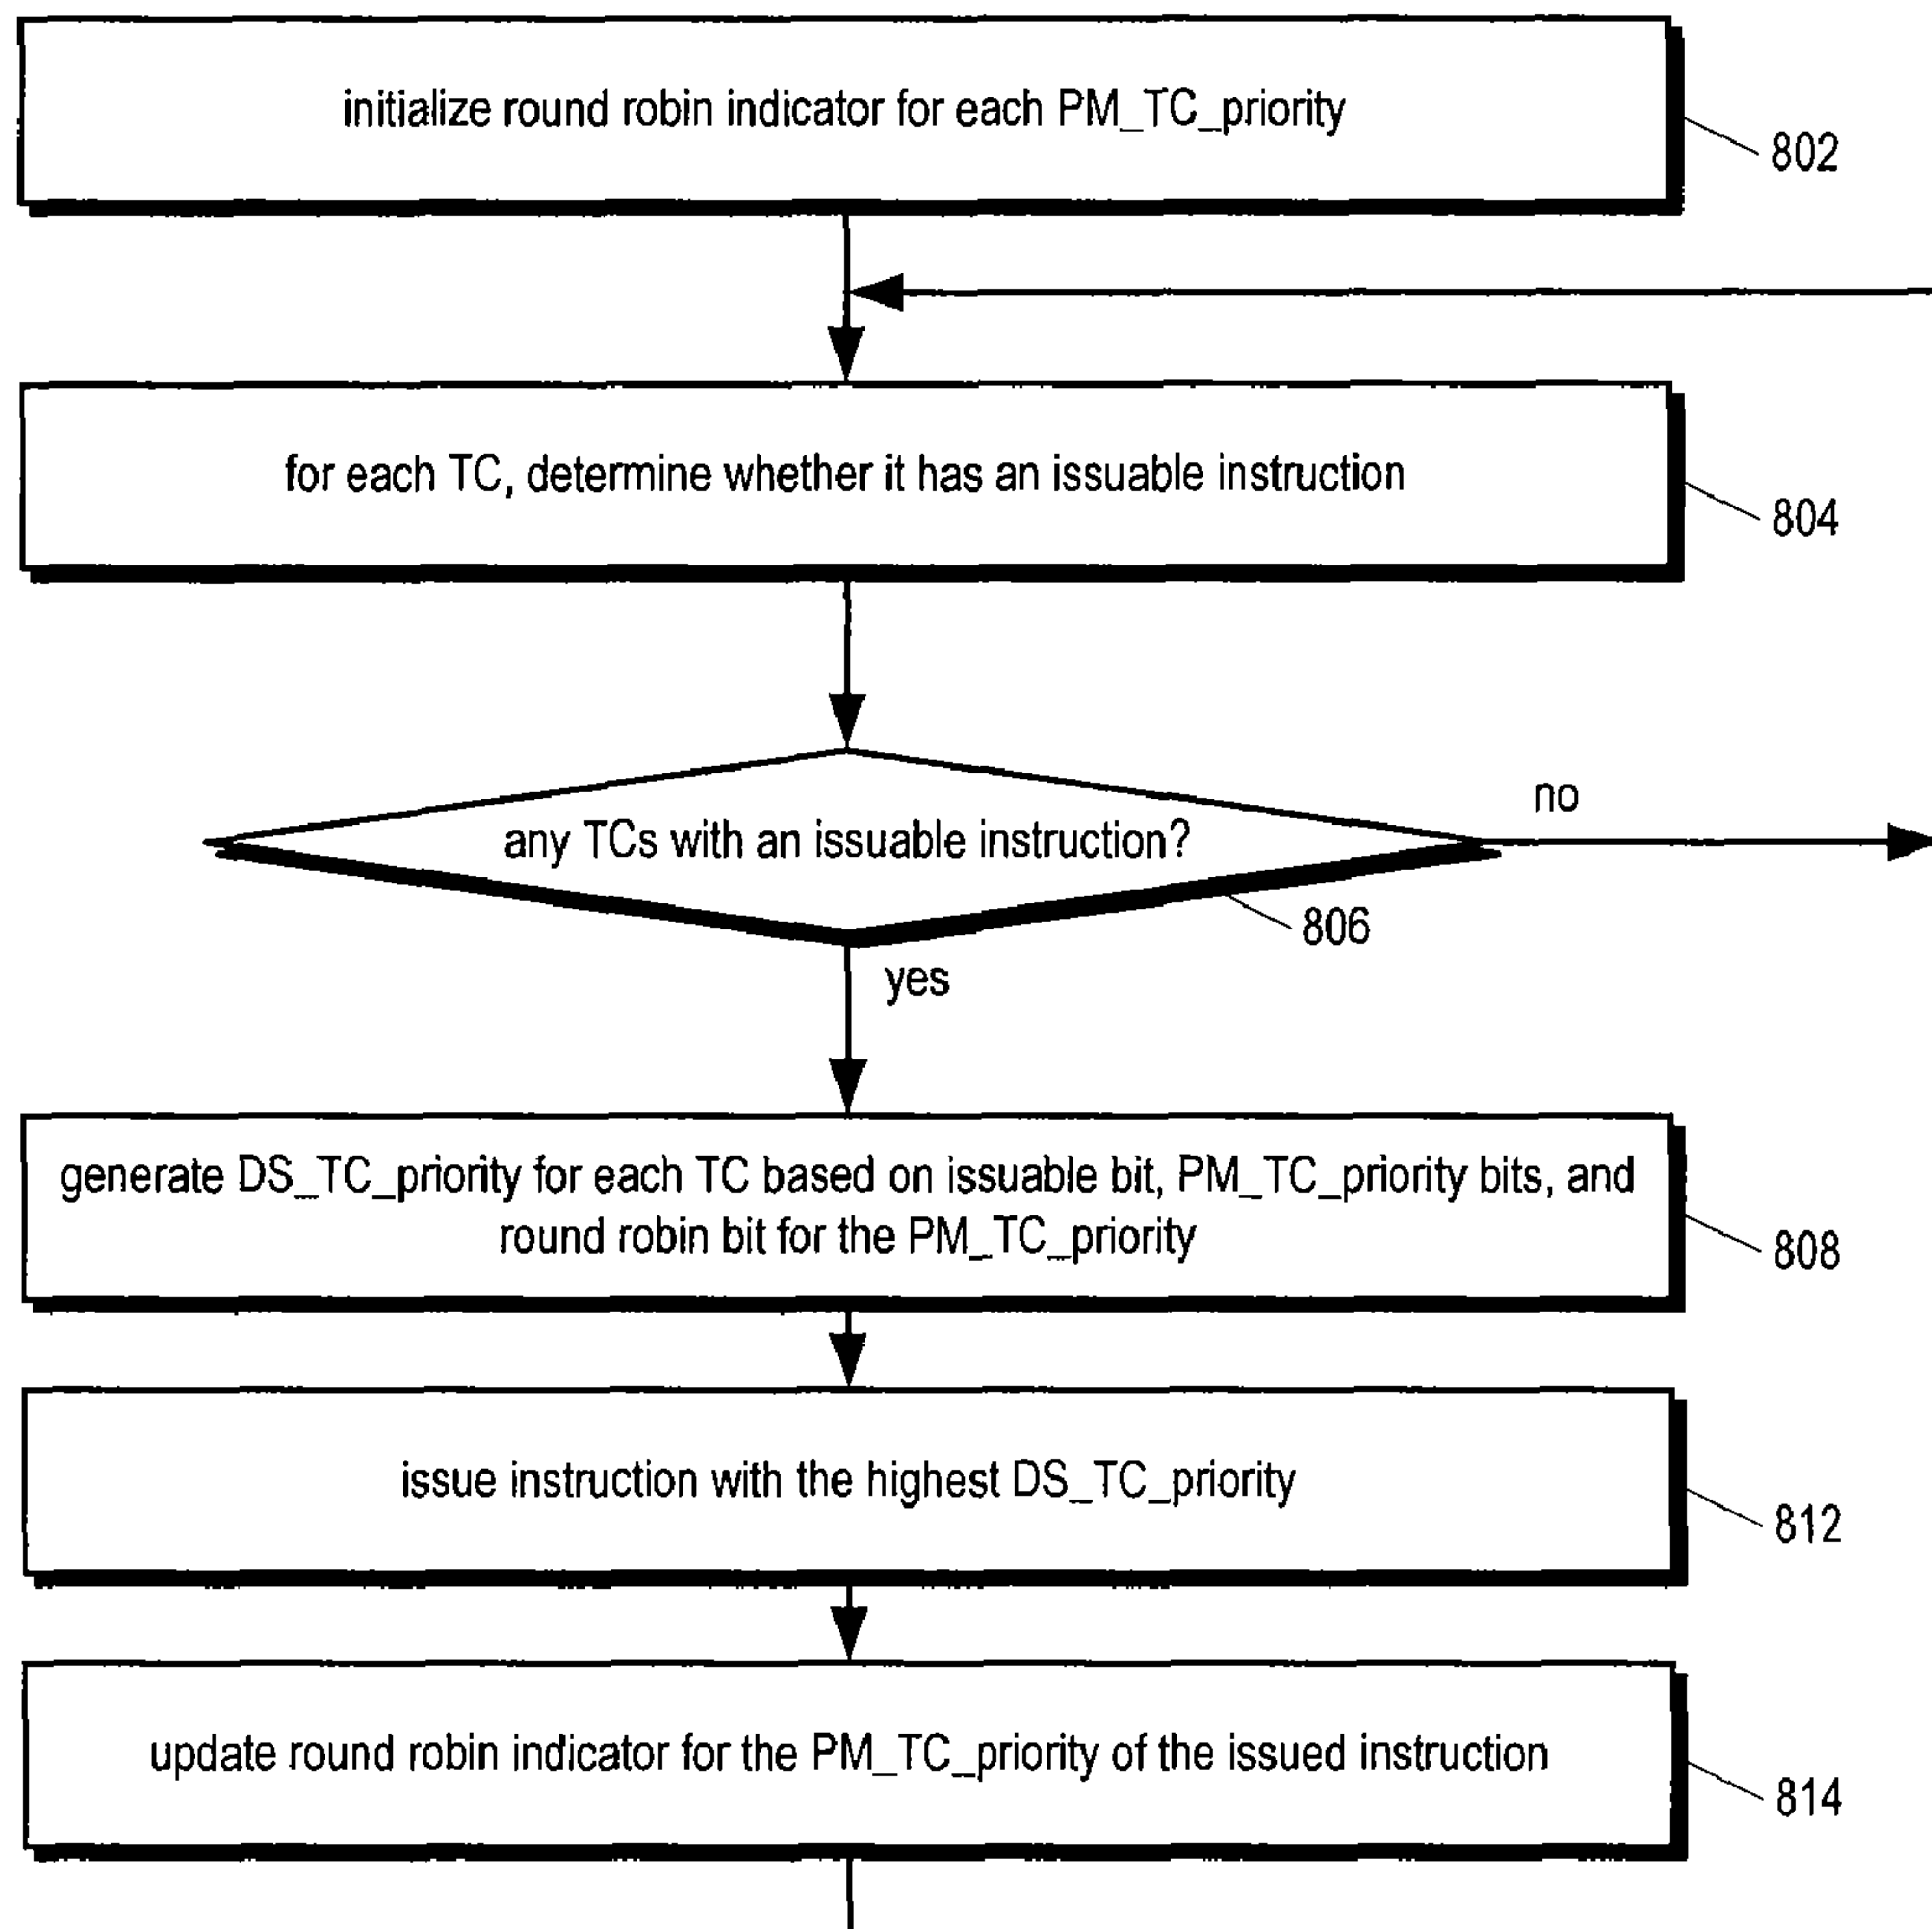 initialize round robin indicator for each PM_TC_priority
802
for each TC, determine whether it has an issuable instruction
804
any TCs with an issuable instruction?
no
806
yes
generate DS_TC_priority for each TC based on issuable bit, PM_TC_priority bits, and
round robin bit for the PM_TC_priority
808
issue instruction with the highest DS_TC_priority
812
update round robin indicator for the PM_TC_priority of the issued instruction
814